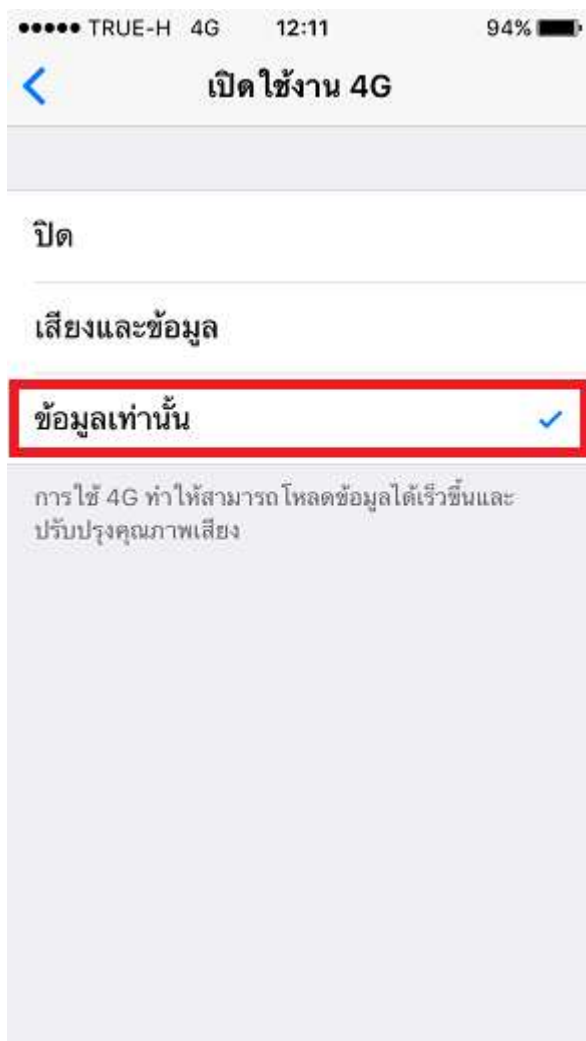 TRUE-H 4G 12:11 94%
เปิดใช้งาน 4G
ปิด
เสียงและข้อมูล
ข้อมูลเท่านั้น
การใช้ 4G ทำให้สามารถโหลดข้อมูลได้เร็วขึ้นและ
ปรับปรุงคุณภาพเสียง